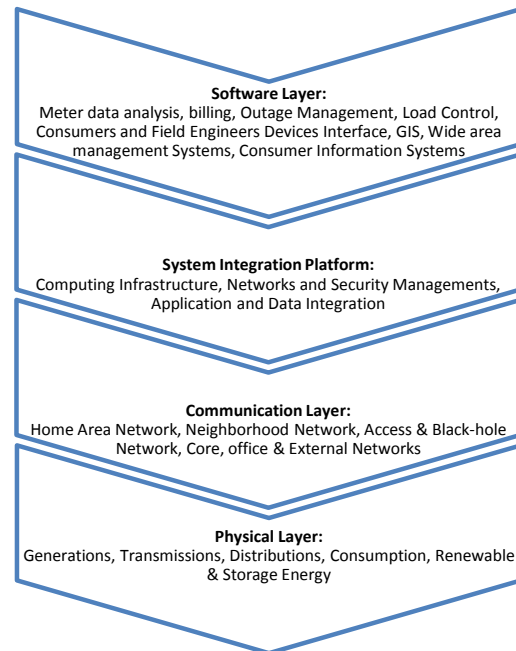 Software Layer:
Meter data analysis, billing, Outage Management, Load Control,
Consumers and Field Engineers Devices Interface, GIS, Wide area
management Systems, Consumer Information Systems
System Integration Platform:
Computing Infrastructure, Networks and Security Managements,
Application and Data Integration
Communication Layer:
Home Area Network, Neighborhood Network, Access & Black-hole
Network, Core, office & External Networks
Physical Layer:
Generations, Transmissions, Distributions, Consumption, Renewable
& Storage Energy